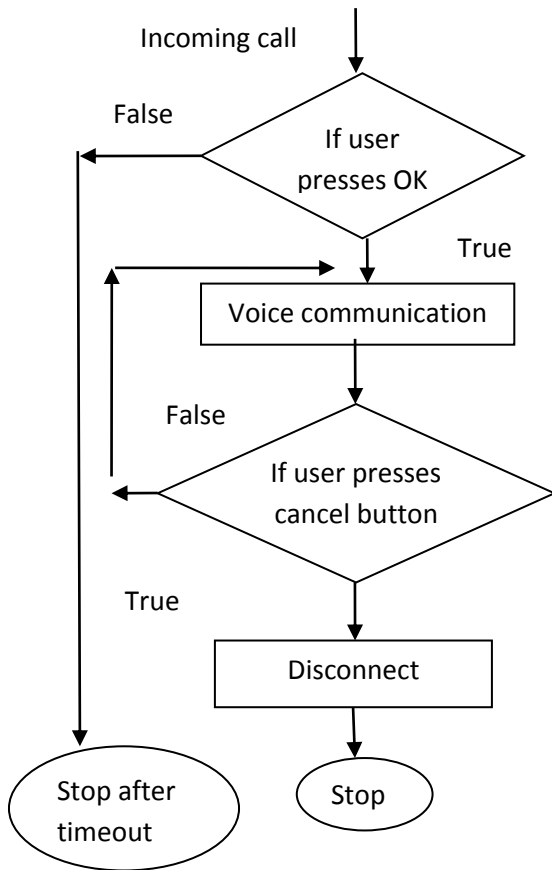 Incoming call
False
If user
presses OK
True
Voice communication
False
If user presses
cancel button
True
Disconnect
Stop after
timeout
Stop